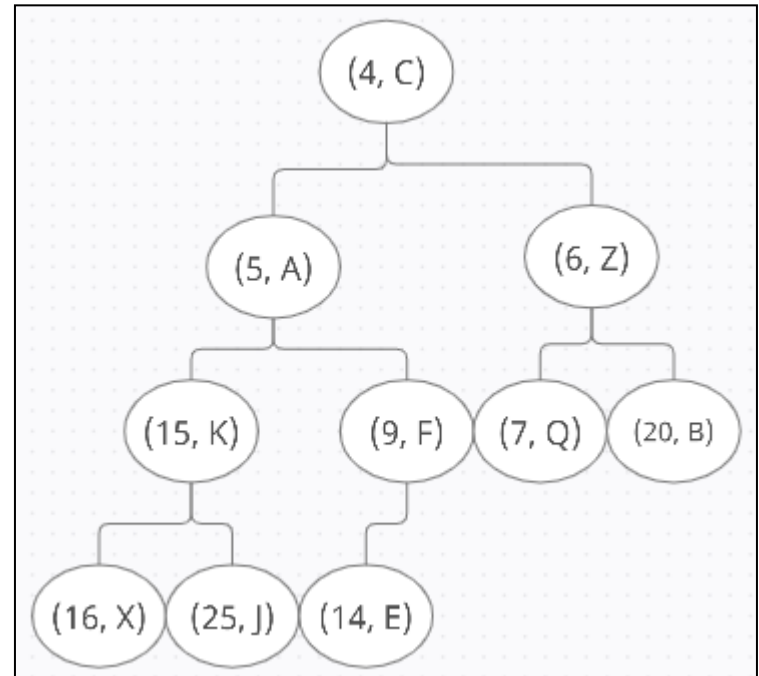 (4, C)
(5, A)
(6, Z)
(15, K)
(9, F)
(7, Q)
(20, B)
(16, X)
(25, J)
(14, E)